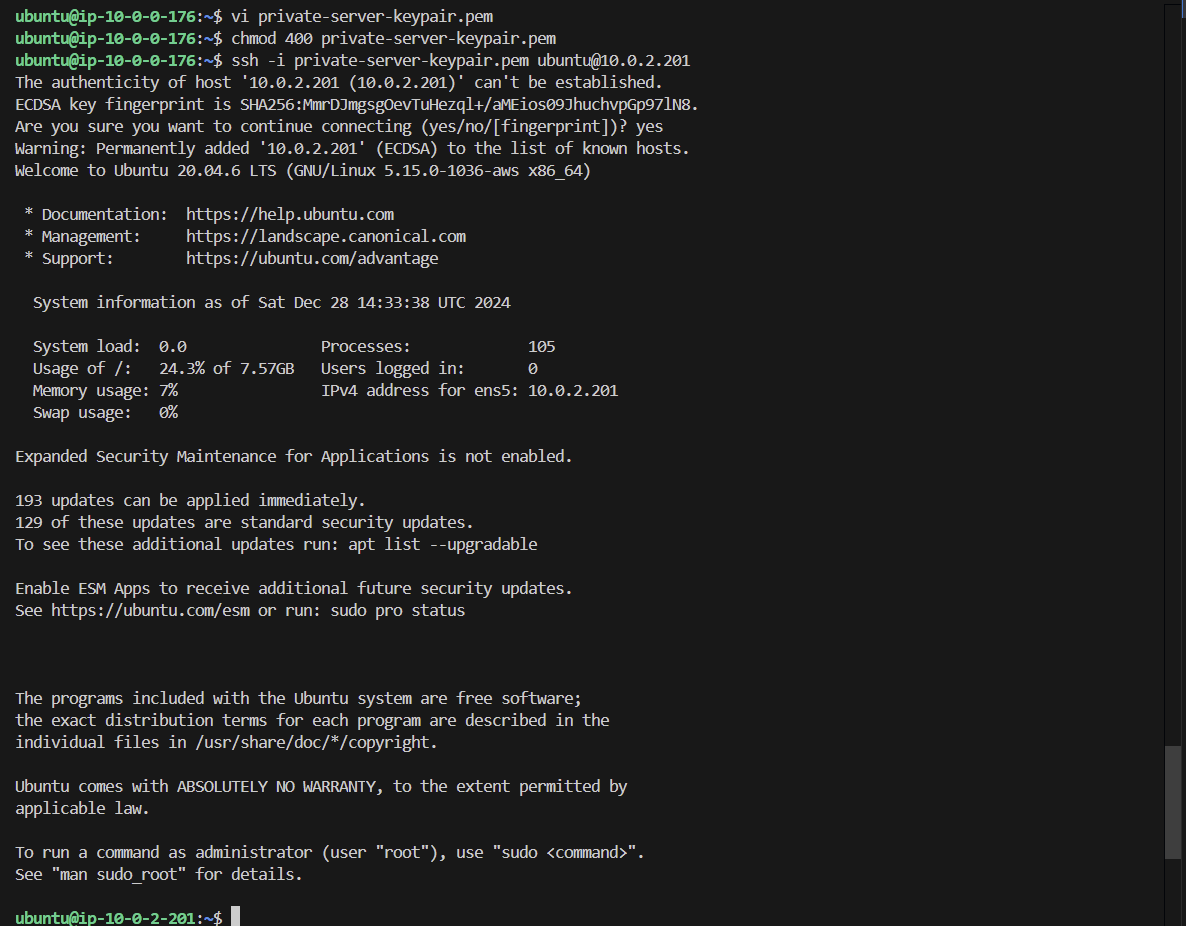 ubuntu@ip-10-0-0-176:~$ vi private-server-keypair.pem
ubuntu@ip-10-0-0-176:~$ chmod 400 private-server-keypair.pem
ubuntu@ip-10-0-0-176:~$ ssh -i private-server-keypair.pem ubuntu@10.0.2.201
The authenticity of host '10.0.2.201 (10.0.2.201)' can't be established.
ECDSA key fingerprint is SHA256:MmrDJmgsgOevTuHezql+/aMEios09JhuchvpGp97lN8.
Are you sure you want to continue connecting (yes/no/[fingerprint])? yes
Warning: Permanently added '10.0.2.201' (ECDSA) to the list of known hosts.
Welcome to Ubuntu 20.04.6 LTS (GNU/Linux 5.15.0-1036-aws x86_64)

 * Documentation:  https://help.ubuntu.com
 * Management:     https://landscape.canonical.com
 * Support:        https://ubuntu.com/advantage

  System information as of Sat Dec 28 14:33:38 UTC 2024

  System load:  0.0               Processes:             105
  Usage of /:   24.3% of 7.57GB   Users logged in:       0
  Memory usage: 7%                IPv4 address for ens5: 10.0.2.201
  Swap usage:   0%

Expanded Security Maintenance for Applications is not enabled.

193 updates can be applied immediately.
129 of these updates are standard security updates.
To see these additional updates run: apt list --upgradable

Enable ESM Apps to receive additional future security updates.
See https://ubuntu.com/esm or run: sudo pro status

The programs included with the Ubuntu system are free software;
the exact distribution terms for each program are described in the
individual files in /usr/share/doc/*/copyright.

Ubuntu comes with ABSOLUTELY NO WARRANTY, to the extent permitted by
applicable law.

To run a command as administrator (user "root"), use "sudo <command>".
See "man sudo_root" for details.

ubuntu@ip-10-0-2-201:~$